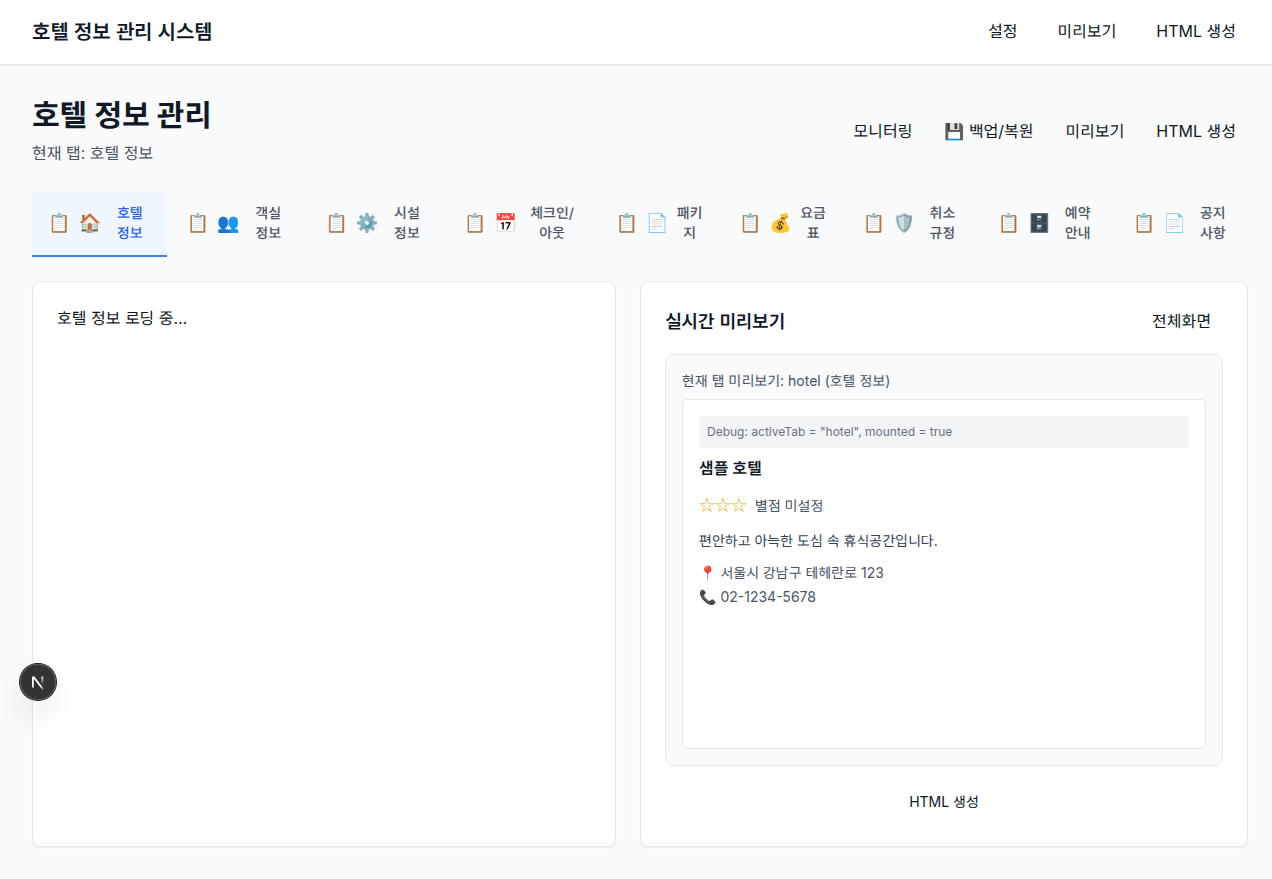 호텔 정보 관리 시스템
설정 미리보기 HTML 생성
호텔 정보 관리
현재 탭: 호텔 정보
모니터링 💾 백업/복원 미리보기 HTML 생성
📋 🏠 호텔
정보
📋 👥 객실
정보
📋 ⚙️ 시설
정보
📋 📅 체크인/
아웃
📋 📄 패키
지
📋 💰 요금
표
📋 🛡️ 취소
규정
📋 🗄️ 예약
안내
📋 📄 공지
사항
호텔 정보 로딩 중...
실시간 미리보기 전체화면
현재 탭 미리보기: hotel (호텔 정보)
Debug: activeTab = "hotel", mounted = true
샘플 호텔
☆☆☆ 별점 미설정
편안하고 아늑한 도심 속 휴식공간입니다.
📍 서울시 강남구 테헤란로 123
📞 02-1234-5678
HTML 생성
N